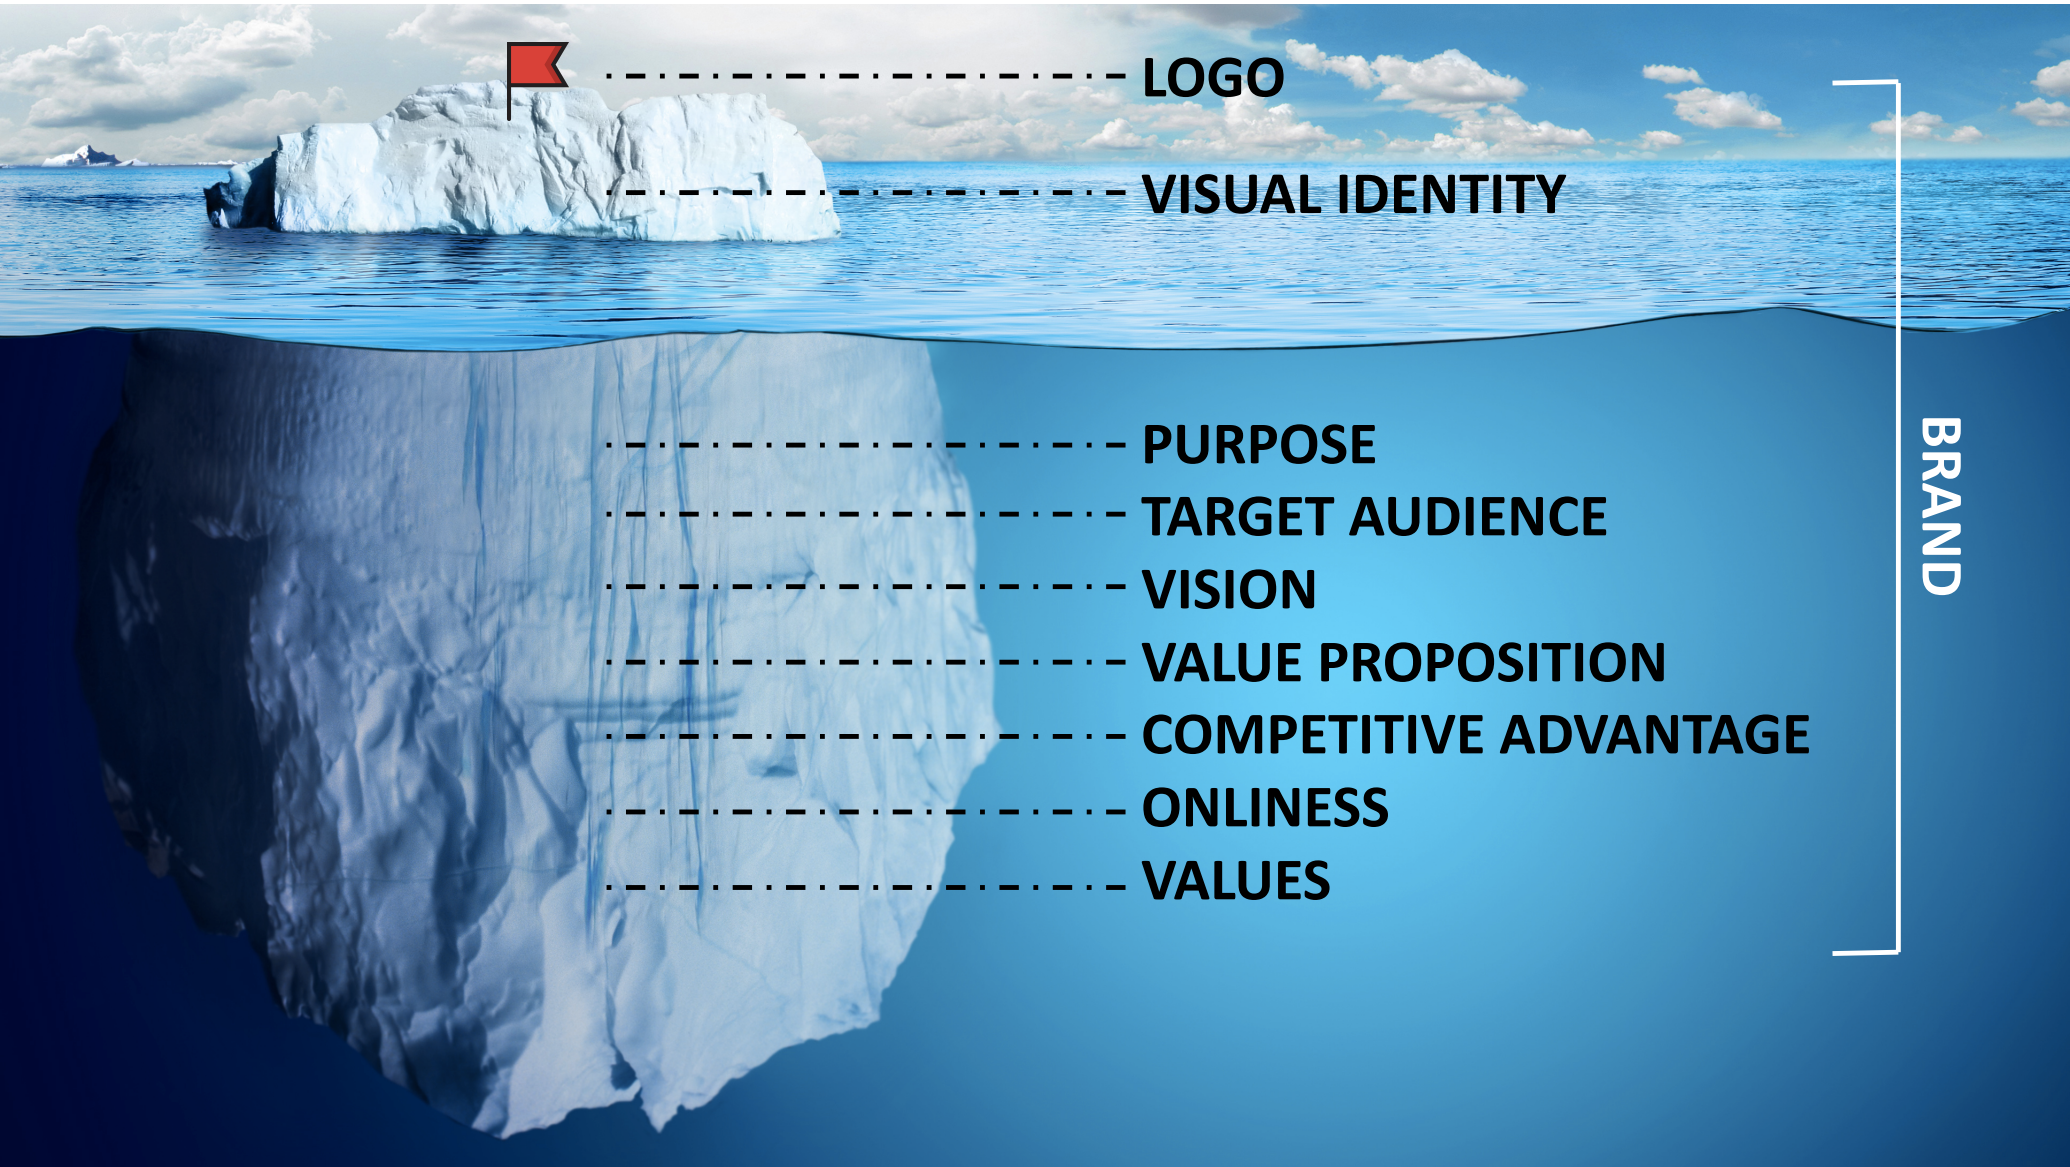 LOGO
VISUAL IDENTITY
PURPOSE
TARGET AUDIENCE
VISION
VALUE PROPOSITION
COMPETITIVE ADVANTAGE
ONLINESS
VALUES
BRAND